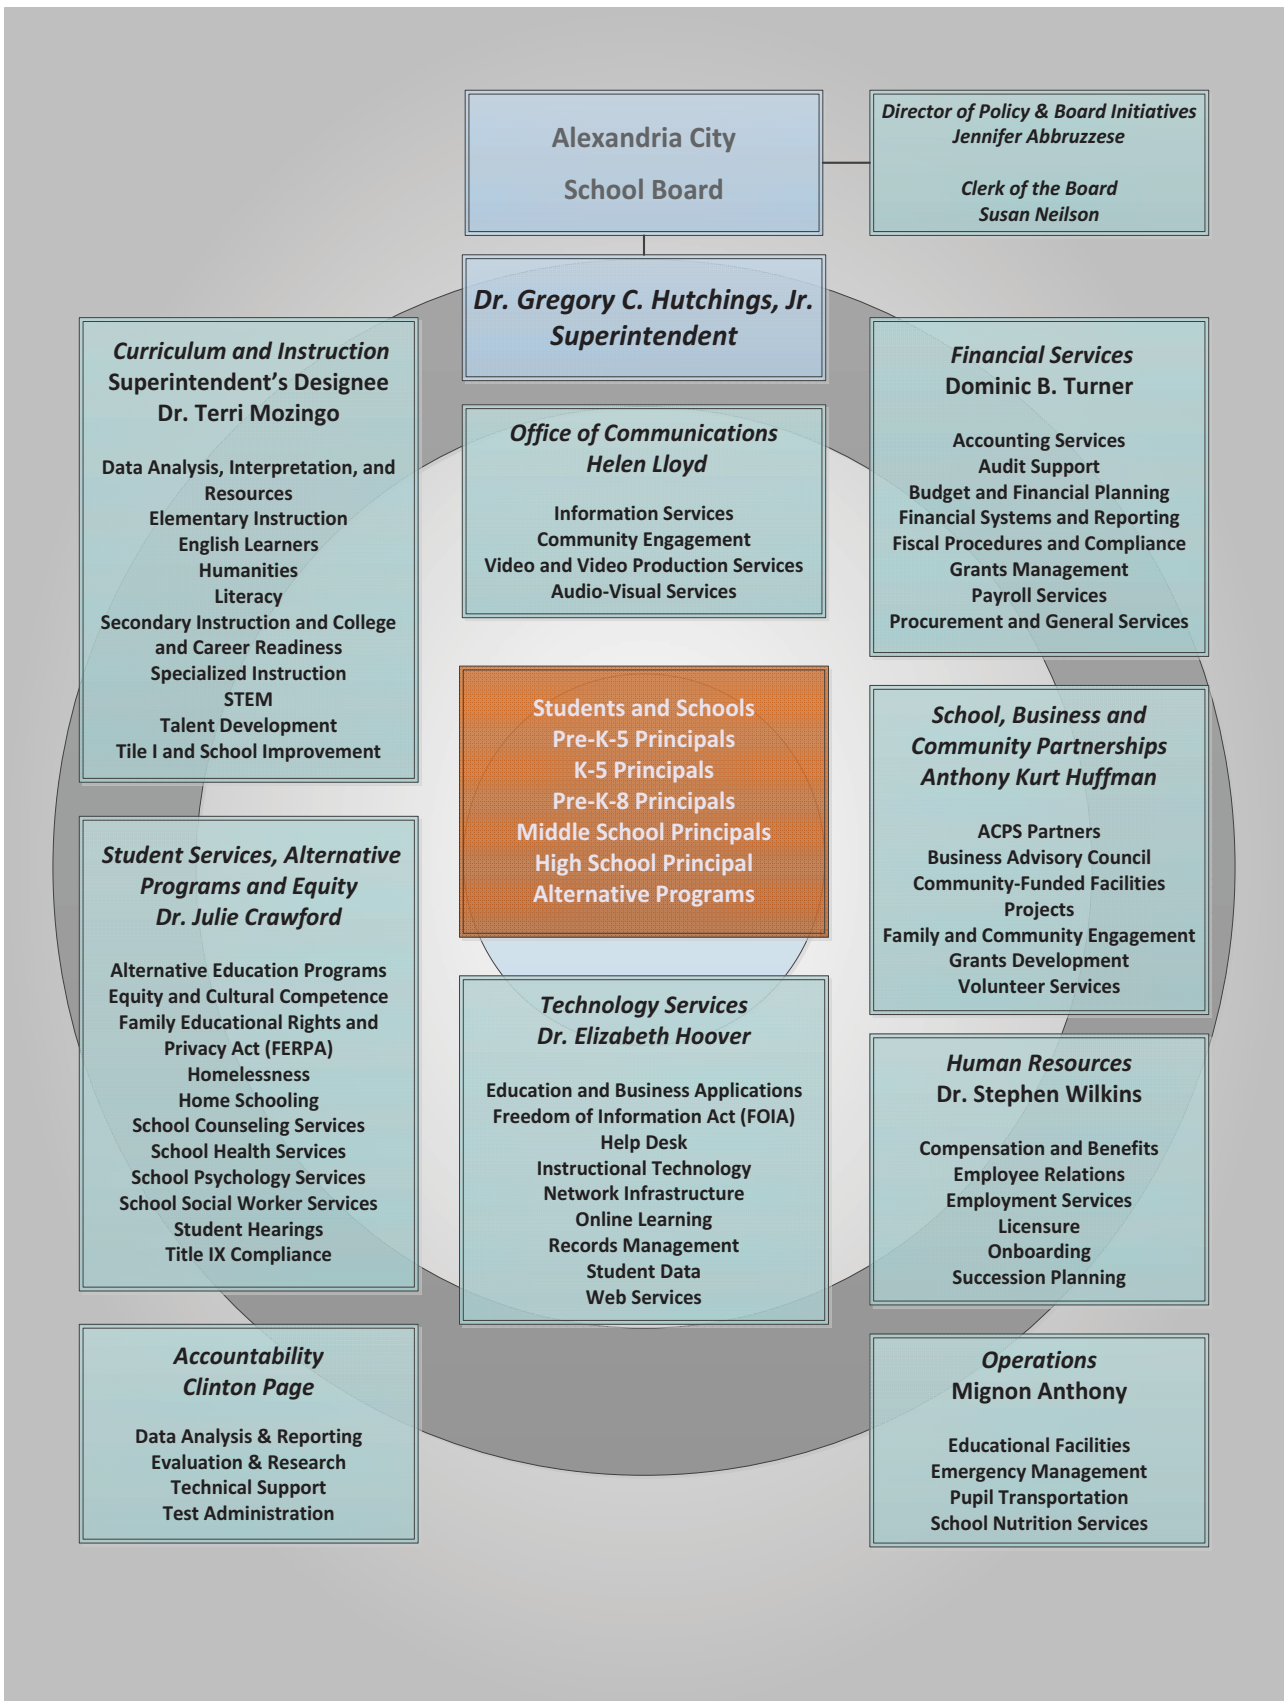 Alexandria City
School Board
Director of Policy & Board Initiatives
Jennifer Abbruzzese
Clerk of the Board
Susan Neilson
Dr. Gregory C. Hutchings, Jr.
Superintendent
Curriculum and Instruction
Superintendent's Designee
Dr. Terri Mozingo
Data Analysis, Interpretation, and
Resources
Elementary Instruction
English Learners
Humanities
Literacy
Secondary Instruction and College
and Career Readiness
Specialized Instruction
STEM
Talent Development
Tile I and School Improvement
Office of Communications
Helen Lloyd
Information Services
Community Engagement
Video and Video Production Services
Audio-Visual Services
Financial Services
Dominic B. Turner
Accounting Services
Audit Support
Budget and Financial Planning
Financial Systems and Reporting
Fiscal Procedures and Compliance
Grants Management
Payroll Services
Procurement and General Services
Students and Schools
Pre-K-5 Principals
K-5 Principals
Pre-K-8 Principals
Middle School Principals
High School Principal
Alternative Programs
School, Business and
Community Partnerships
Anthony Kurt Huffman
ACPS Partners
Business Advisory Council
Community-Funded Facilities
Projects
Family and Community Engagement
Grants Development
Volunteer Services
Student Services, Alternative
Programs and Equity
Dr. Julie Crawford
Alternative Education Programs
Equity and Cultural Competence
Family Educational Rights and
Privacy Act (FERPA)
Homelessness
Home Schooling
School Counseling Services
School Health Services
School Psychology Services
School Social Worker Services
Student Hearings
Title IX Compliance
Technology Services
Dr. Elizabeth Hoover
Education and Business Applications
Freedom of Information Act (FOIA)
Help Desk
Instructional Technology
Network Infrastructure
Online Learning
Records Management
Student Data
Web Services
Human Resources
Dr. Stephen Wilkins
Compensation and Benefits
Employee Relations
Employment Services
Licensure
Onboarding
Succession Planning
Accountability
Clinton Page
Data Analysis & Reporting
Evaluation & Research
Technical Support
Test Administration
Operations
Mignon Anthony
Educational Facilities
Emergency Management
Pupil Transportation
School Nutrition Services